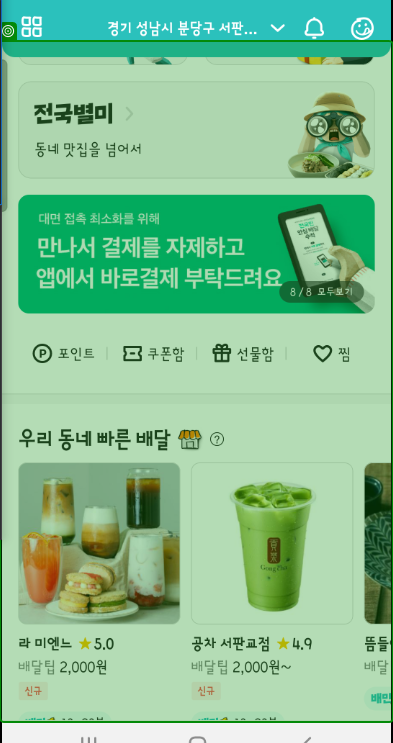 경기 성남시 분당구 서판...
전국별미
동네 맛집을 넘어서
대면 접촉 최소화를 위해
만나서 결제를 자제하고
앱에서 바로결제 부탁드려요
8 / 8 모두보기
포인트
쿠폰함
선물함
찜
우리 동네 빠른 배달
라 미엔느 ★5.0
배달팁 2,000원
신규
Gong cha
공차 서판교점 ★4.9
배달팁 2,000원~
신규
뜸들
배달
배민